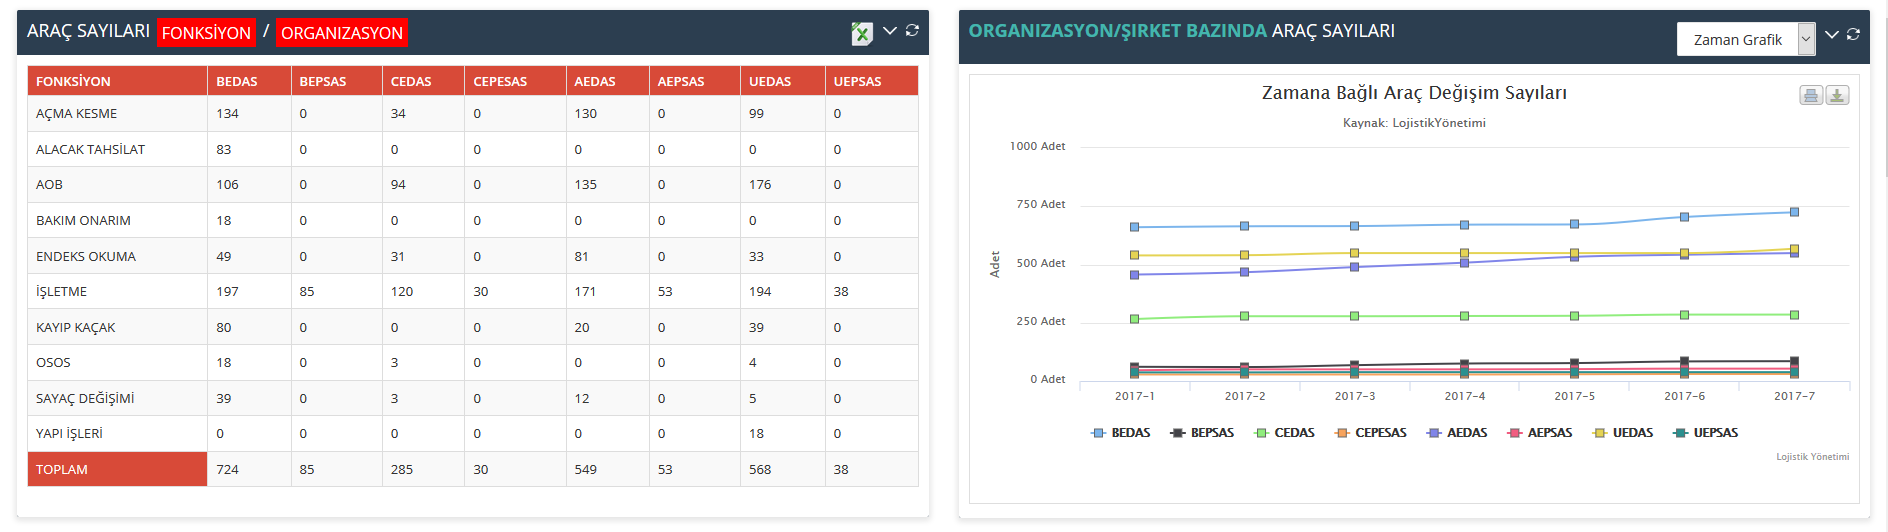 ARAÇ SAYILARI FONKSİYON / ORGANIZASYON
FONKSİYON BEDAS BEPSAS CEDAS CEPESAS AEDAS AEPSAS UEDAS UEPSAS
AÇMA KESME 134 0 34 0 130 0 99 0
ALACAK TAHSİLAT 83 0 0 0 0 0 0 0
AOB 106 0 94 0 135 0 176 0
BAKIM ONARIM 18 0 0 0 0 0 0 0
ENDEKS OKUMA 49 0 31 0 81 0 33 0
İŞLETME 197 85 120 30 171 53 194 38
KAYIP KAÇAK 80 0 0 0 20 0 39 0
OSOS 18 0 3 0 0 0 4 0
SAYAÇ DEĞİŞİMİ 39 0 3 0 12 0 5 0
YAPI İŞLERİ 0 0 0 0 0 0 18 0
TOPLAM 724 85 285 30 549 53 568 38
ORGANIZASYON/ŞIRKET BAZINDA ARAÇ SAYILARI
Zaman Grafik
Zamana Bağlı Araç Değişim Sayıları
Kaynak: LojistikYönetimi
Adet
1000 Adet
750 Adet
500 Adet
250 Adet
0 Adet
2017-1 2017-2 2017-3 2017-4 2017-5 2017-6 2017-7
BEDAS BEPSAS CEDAS CEPESAS AEDAS AEPSAS UEDAS UEPSAS
Lojistik Yönetimi